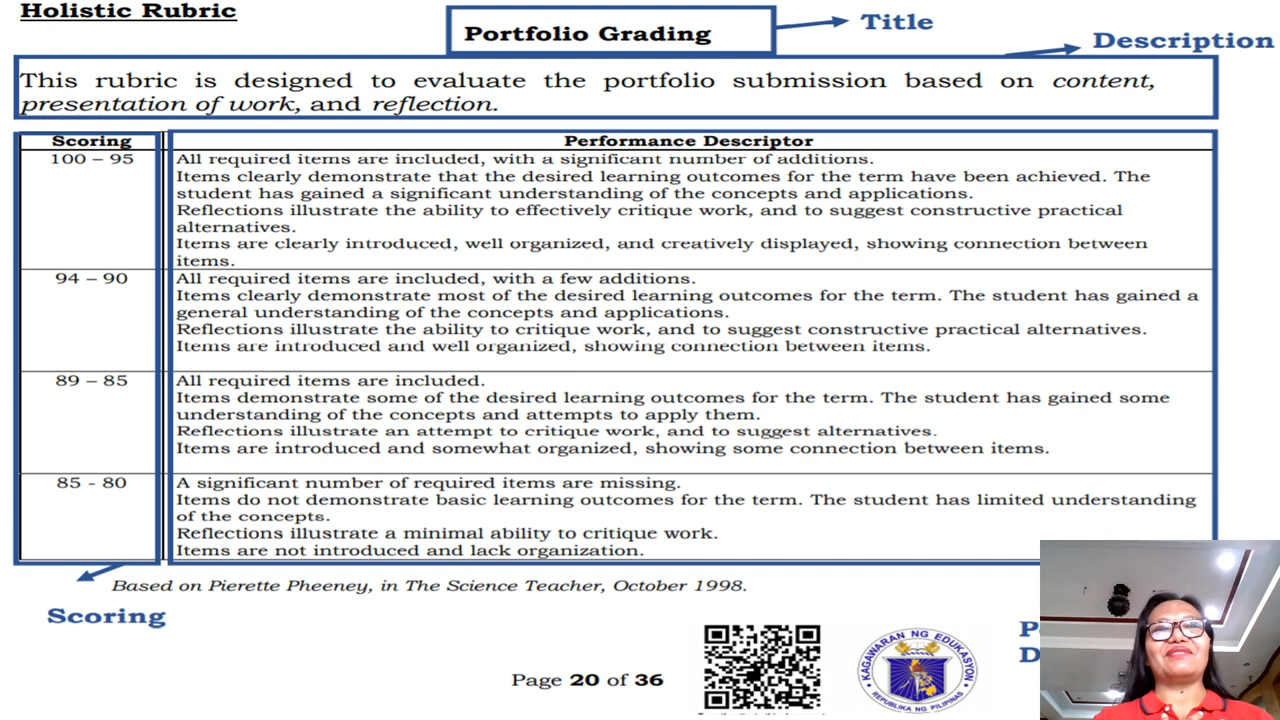 Holistic Rubric
Portfolio Grading
Title
Description
This rubric is designed to evaluate the portfolio submission based on content,
presentation of work, and reflection.
Scoring
Performance Descriptor
100 – 95
All required items are included, with a significant number of additions.
Items clearly demonstrate that the desired learning outcomes for the term have been achieved. The
student has gained a significant understanding of the concepts and applications.
Reflections illustrate the ability to effectively critique work, and to suggest constructive practical
alternatives.
Items are clearly introduced, well organized, and creatively displayed, showing connection between
items.
94 – 90
All required items are included, with a few additions.
Items clearly demonstrate most of the desired learning outcomes for the term. The student has gained a
general understanding of the concepts and applications.
Reflections illustrate the ability to critique work, and to suggest constructive practical alternatives.
Items are introduced and well organized, showing connection between items.
89 – 85
All required items are included.
Items demonstrate some of the desired learning outcomes for the term. The student has gained some
understanding of the concepts and attempts to apply them.
Reflections illustrate an attempt to critique work, and to suggest alternatives.
Items are introduced and somewhat organized, showing some connection between items.
85 - 80
A significant number of required items are missing.
Items do not demonstrate basic learning outcomes for the term. The student has limited understanding
of the concepts.
Reflections illustrate a minimal ability to critique work.
Items are not introduced and lack organization.
Based on Pierette Pheeney, in The Science Teacher, October 1998.
Scoring
Page 20 of 36
KAGAWARAN NG EDUKASYON
REPUBLIKA NG PILIPINAS